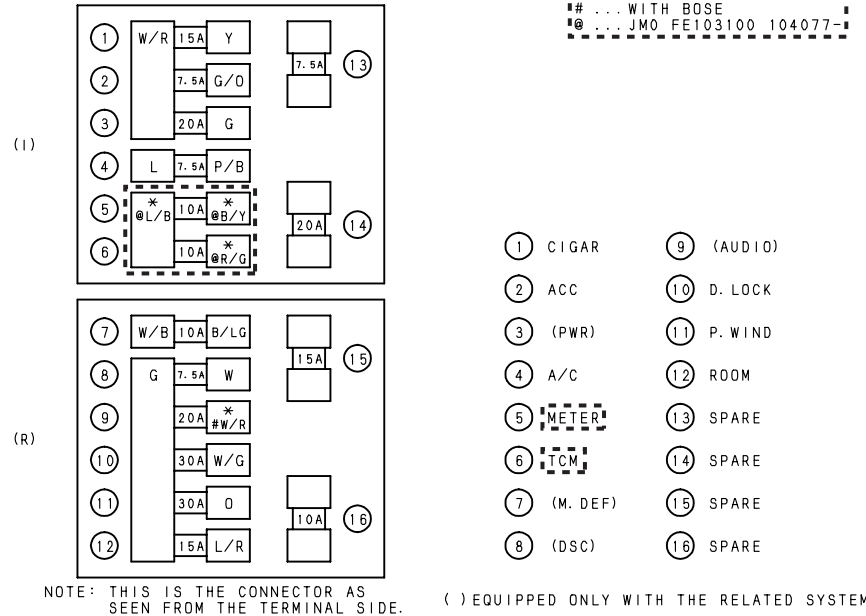 # ... WITH BOSE
@ ... JM0 FE103100 104077-
(I)
1 W/R 15A Y
2 7.5A G/O
3 20A G
4 L 7.5A P/B
5 * @L/B 10A * @B/Y
6 10A * @R/G
7.5A 13
20A 14
(R)
7 W/B 10A B/LG
8 G 7.5A W
9 20A * #W/R
10 30A W/G
11 30A O
12 15A L/R
15A 15
10A 16
NOTE: THIS IS THE CONNECTOR AS
SEEN FROM THE TERMINAL SIDE.
1 CIGAR
2 ACC
3 (PWR)
4 A/C
5 METER
6 TCM
7 (M.DEF)
8 (DSC)
9 (AUDIO)
10 D.LOCK
11 P.WIND
12 ROOM
13 SPARE
14 SPARE
15 SPARE
16 SPARE
( )EQUIPPED ONLY WITH THE RELATED SYSTEM